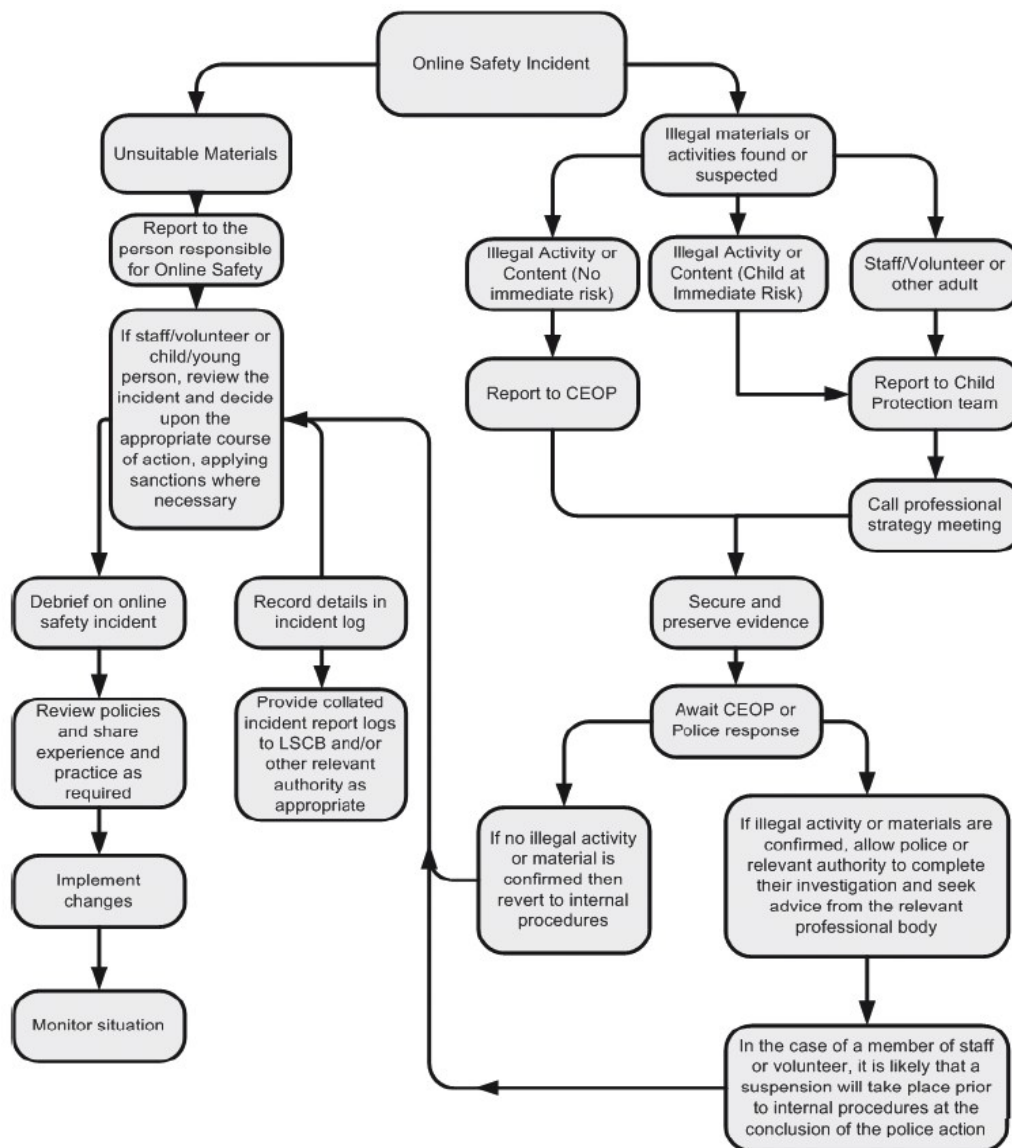 Online Safety Incident
Unsuitable Materials
Report to the
person responsible
for Online Safety
If staff/volunteer or
child/young
person, review the
incident and decide
upon the
appropriate course
of action, applying
sanctions where
necessary
Debrief on online
safety incident
Review policies
and share
experience and
practice as
required
Implement
changes
Monitor situation
Record details in
incident log
Provide collated
incident report logs
to LSCB and/or
other relevant
authority as
appropriate
Illegal materials or
activities found or
suspected
Illegal Activity or
Content (No
immediate risk)
Illegal Activity or
Content (Child at
Immediate Risk)
Staff/Volunteer or
other adult
Report to CEOP
Report to Child
Protection team
Call professional
strategy meeting
Secure and
preserve evidence
Await CEOP or
Police response
If no illegal activity
or material is
confirmed then
revert to internal
procedures
If illegal activity or materials are
confirmed, allow police or
relevant authority to complete
their investigation and seek
advice from the relevant
professional body
In the case of a member of staff
or volunteer, it is likely that a
suspension will take place prior
to internal procedures at the
conclusion of the police action